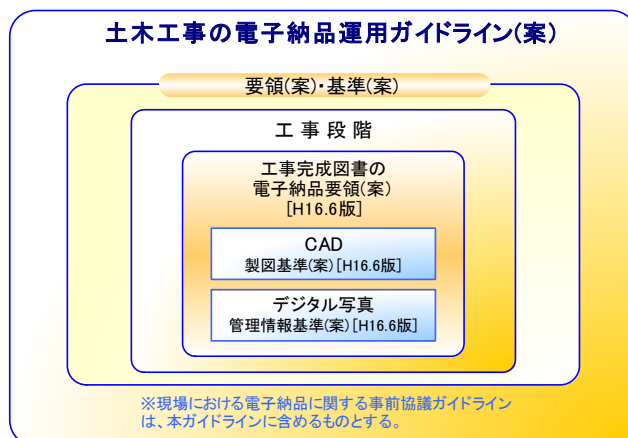 土木工事の電子納品運用ガイドライン(案)
要領(案)・基準(案)
工 事 段 階
工事完成図書の
電子納品要領(案)
[H16.6版]
CAD
製図基準(案)[H16.6版]
デジタル写真
管理情報基準(案)[H16.6版]
※現場における電子納品に関する事前協議ガイドライン
は、本ガイドラインに含めるものとする。